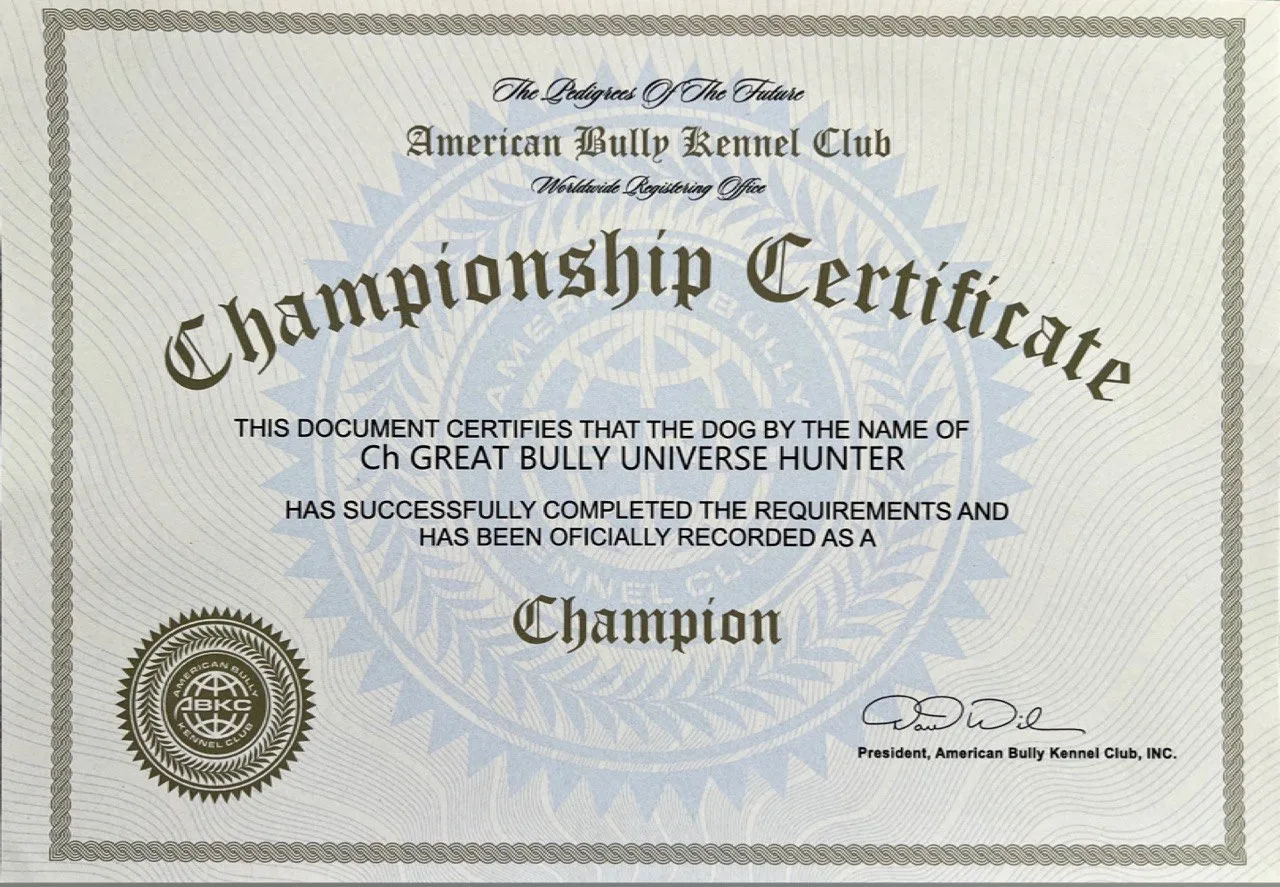 The Pedigrees Of The Future
American Bully Kennel Club
Worldwide Registering Office
Championship Certificate
THIS DOCUMENT CERTIFIES THAT THE DOG BY THE NAME OF
Ch GREAT BULLY UNIVERSE HUNTER
HAS SUCCESSFULLY COMPLETED THE REQUIREMENTS AND
HAS BEEN OFICIALLY RECORDED AS A
Champion
AMERICAN BULLY
ABKC
KENNEL CLUB
President, American Bully Kennel Club, INC.